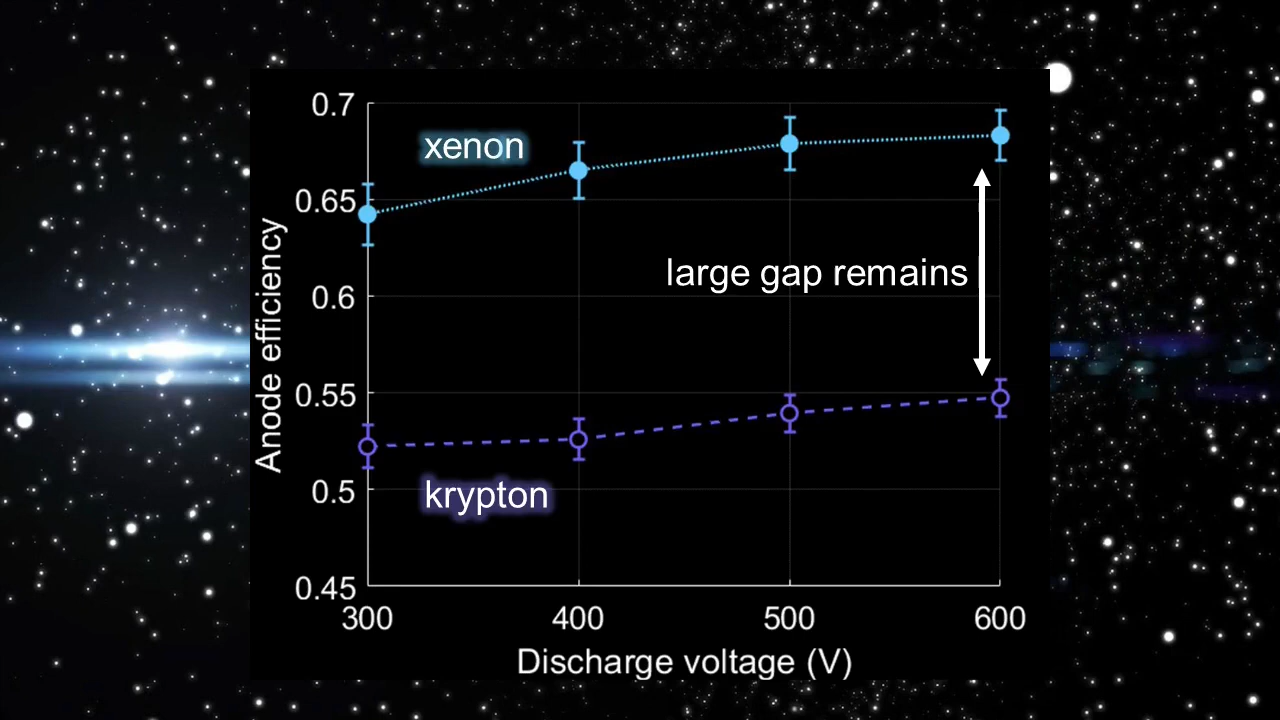 0.7
xenon
0.65
large gap remains
0.6
Anode efficiency
0.55
0.5
krypton
0.45
300 400 500 600
Discharge voltage (V)